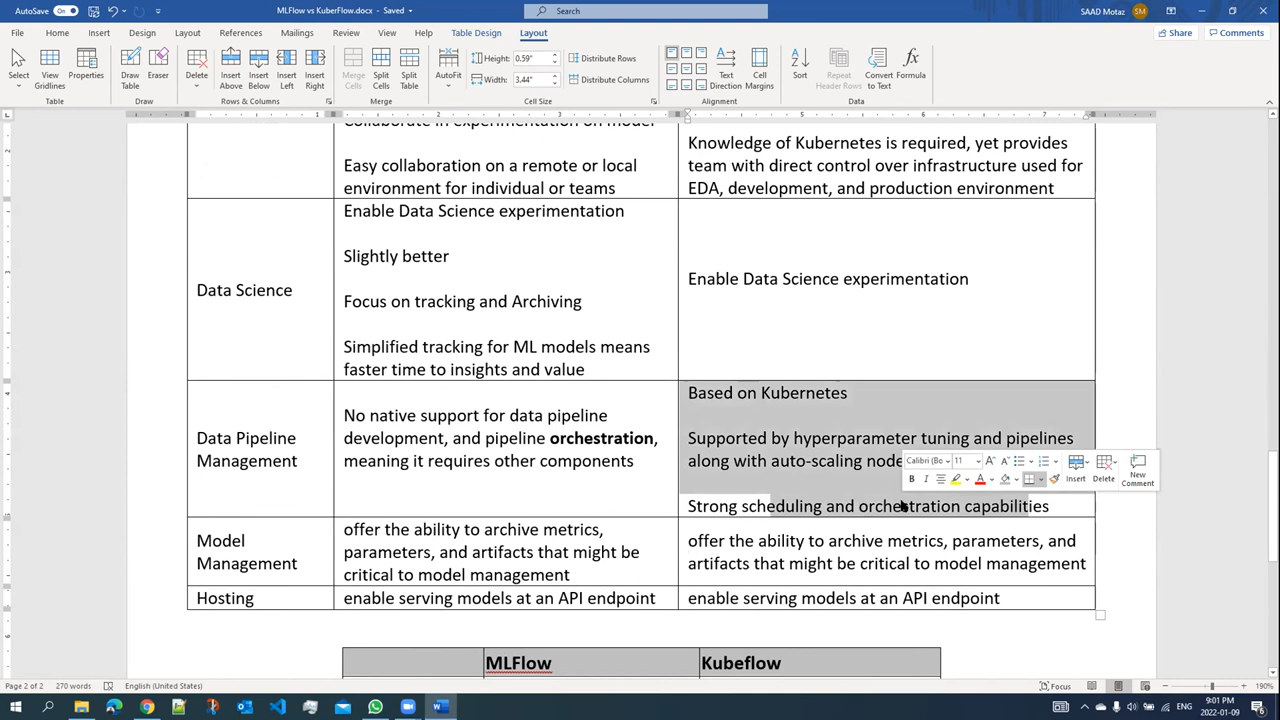 AutoSave On
MLFlow vs KuberFlow.docx - Saved
Search
SAAD Motaz SM
File Home Insert Design Layout References Mailings Review View Help Table Design Layout
Share Comments
Select View Gridlines Properties Draw Table Eraser Delete Insert Above Insert Below Insert Left Insert Right Merge Cells Split Cells Split Table AutoFit Height: 0.59" Distribute Rows Width: 3.44" Distribute Columns Text Direction Cell Margins Sort Repeat Header Rows Convert to Text Formula
Table Draw Rows & Columns Merge Cell Size Alignment Data
Collaborate in experimentation on model
Easy collaboration on a remote or local
environment for individual or teams
Knowledge of Kubernetes is required, yet provides
team with direct control over infrastructure used for
EDA, development, and production environment
Data Science
Enable Data Science experimentation
Slightly better
Focus on tracking and Archiving
Simplified tracking for ML models means
faster time to insights and value
Enable Data Science experimentation
Data Pipeline
Management
No native support for data pipeline
development, and pipeline orchestration,
meaning it requires other components
Based on Kubernetes
Supported by hyperparameter tuning and pipelines
along with auto-scaling node
Strong scheduling and orchestration capabilities
Calibri (Bo 11
Insert Delete New Comment
Model
Management
offer the ability to archive metrics,
parameters, and artifacts that might be
critical to model management
offer the ability to archive metrics, parameters, and
artifacts that might be critical to model management
Hosting
enable serving models at an API endpoint
enable serving models at an API endpoint
MLFlow Kubeflow
Page 2 of 2 270 words English (United States) Focus 190%
ENG 9:01 PM
2022-01-09